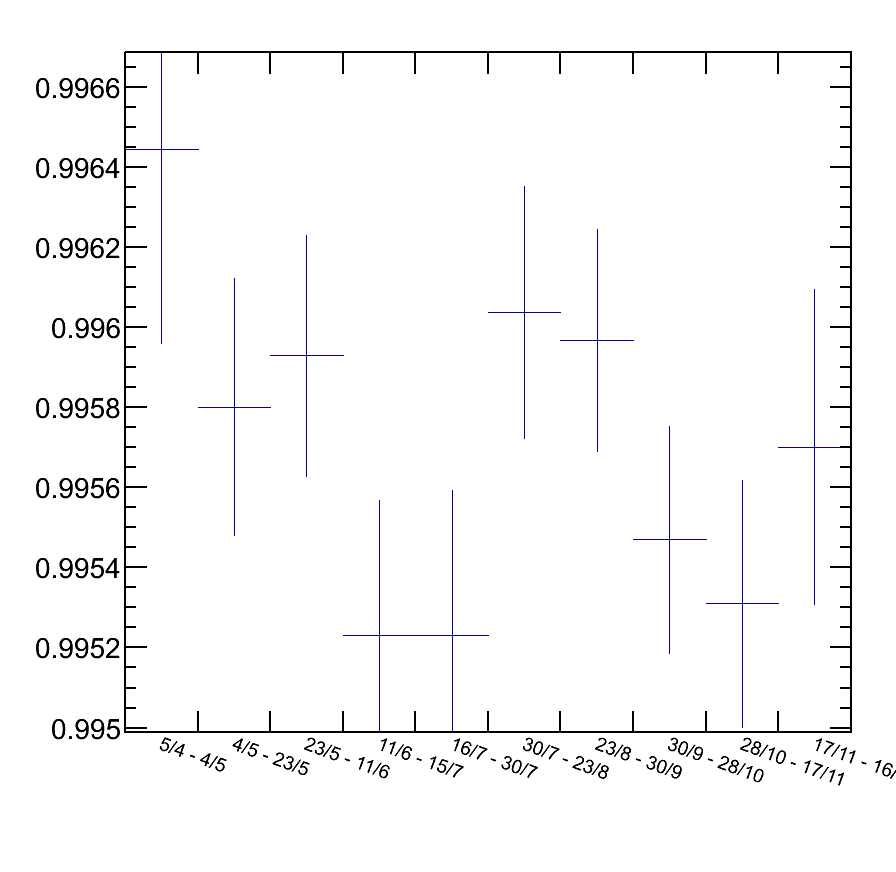 0.9966
0.9964
0.9962
0.996
0.9958
0.9956
0.9954
0.9952
0.995
5/4 - 4/5
4/5 - 23/5
23/5 - 11/6
11/6 - 15/7
16/7 - 30/7
30/7 - 23/8
23/8 - 30/9
30/9 - 28/10
28/10 - 17/11
17/11 - 16/